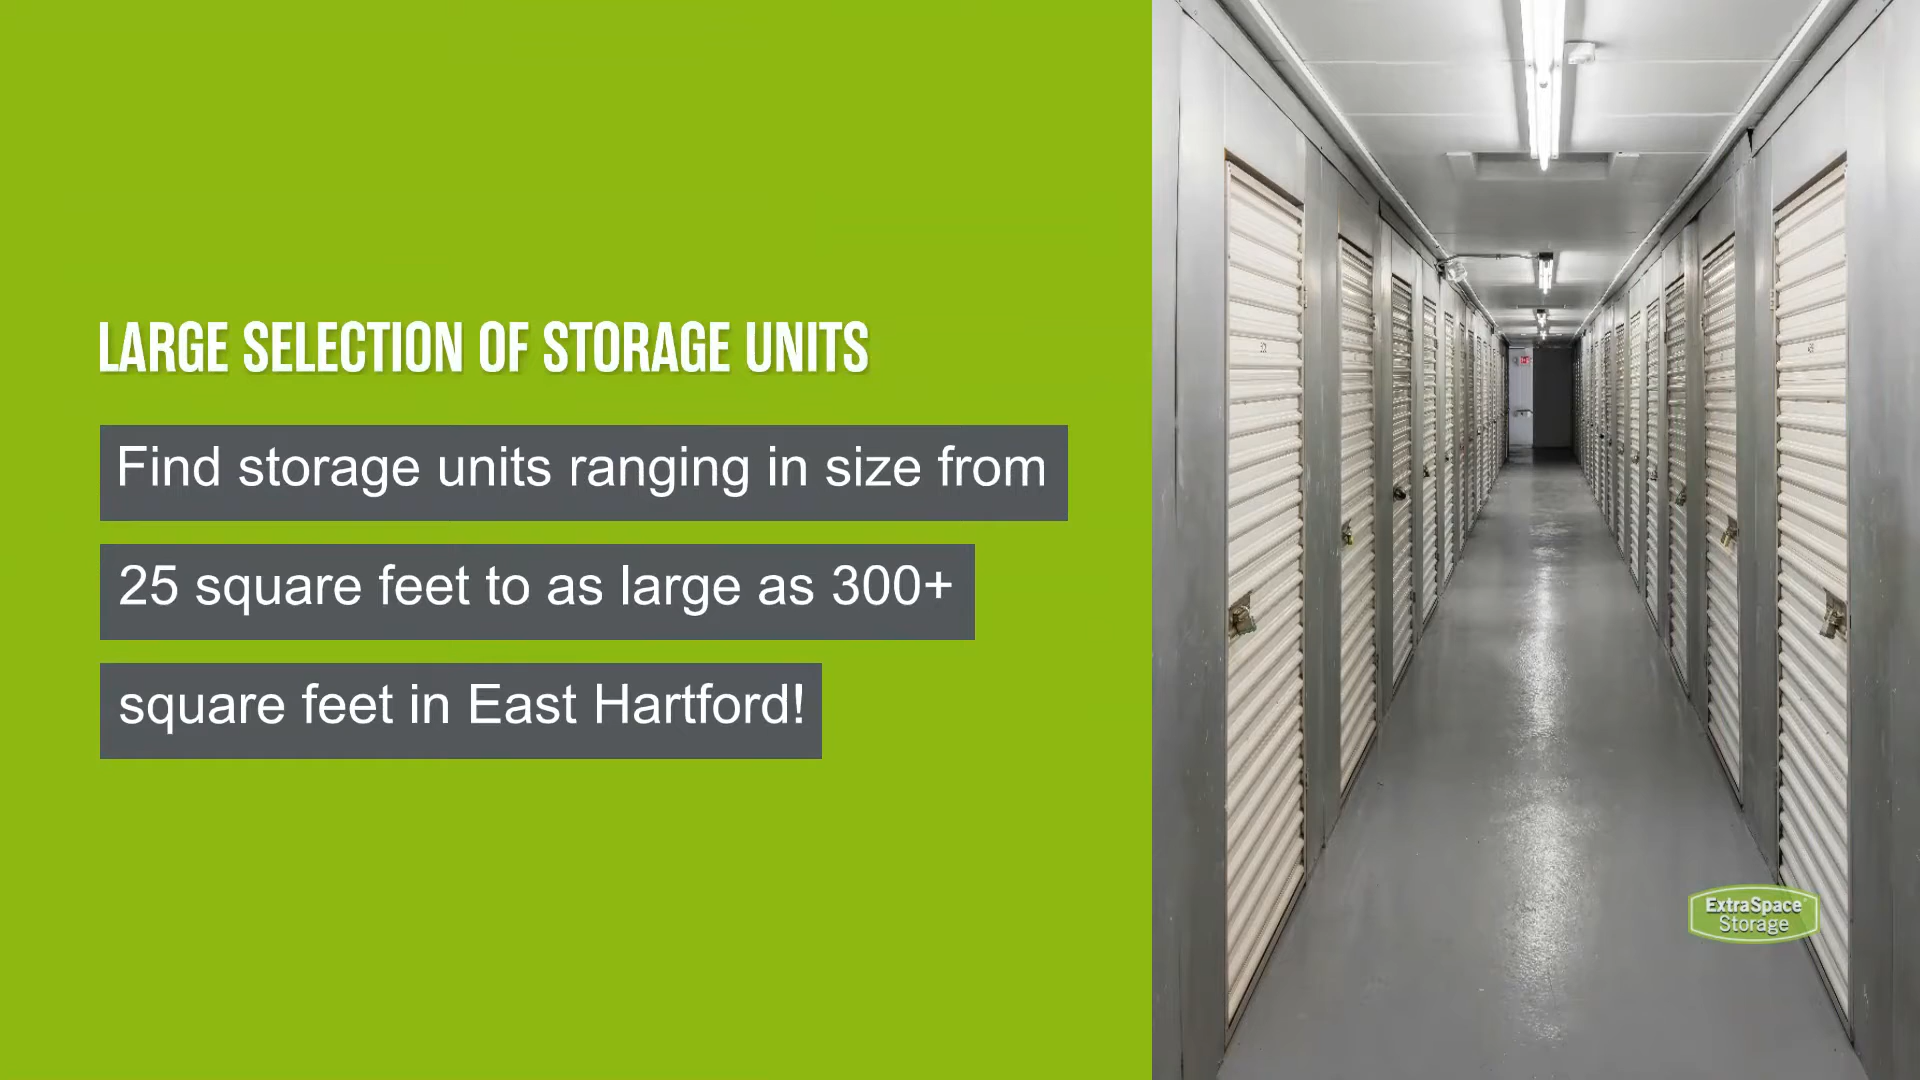 LARGE SELECTION OF STORAGE UNITS
Find storage units ranging in size from
25 square feet to as large as 300+
square feet in East Hartford!
ExtraSpace
Storage